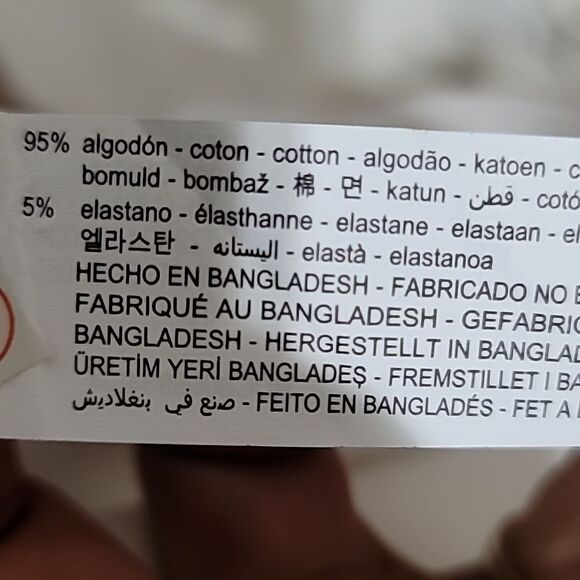 95% algodón - coton - cotton - algodão - katoen -
bomuld - bombaž - 棉 - 면 - katun - قطن - cotó
5% elastano - élasthanne - elastane - elastaan -
엘라스탄 - اليستانه - elastà - elastanoa
HECHO EN BANGLADESH - FABRICADO NO
FABRIQUÉ AU BANGLADESH -
BANGLADESH - HERGESTELLT IN
ÜRETİM YERİ BANGLADEŞ - FREMSTILLET I
صنع في بنغلاديش - FEITO EN BANGLADÉS - FET A